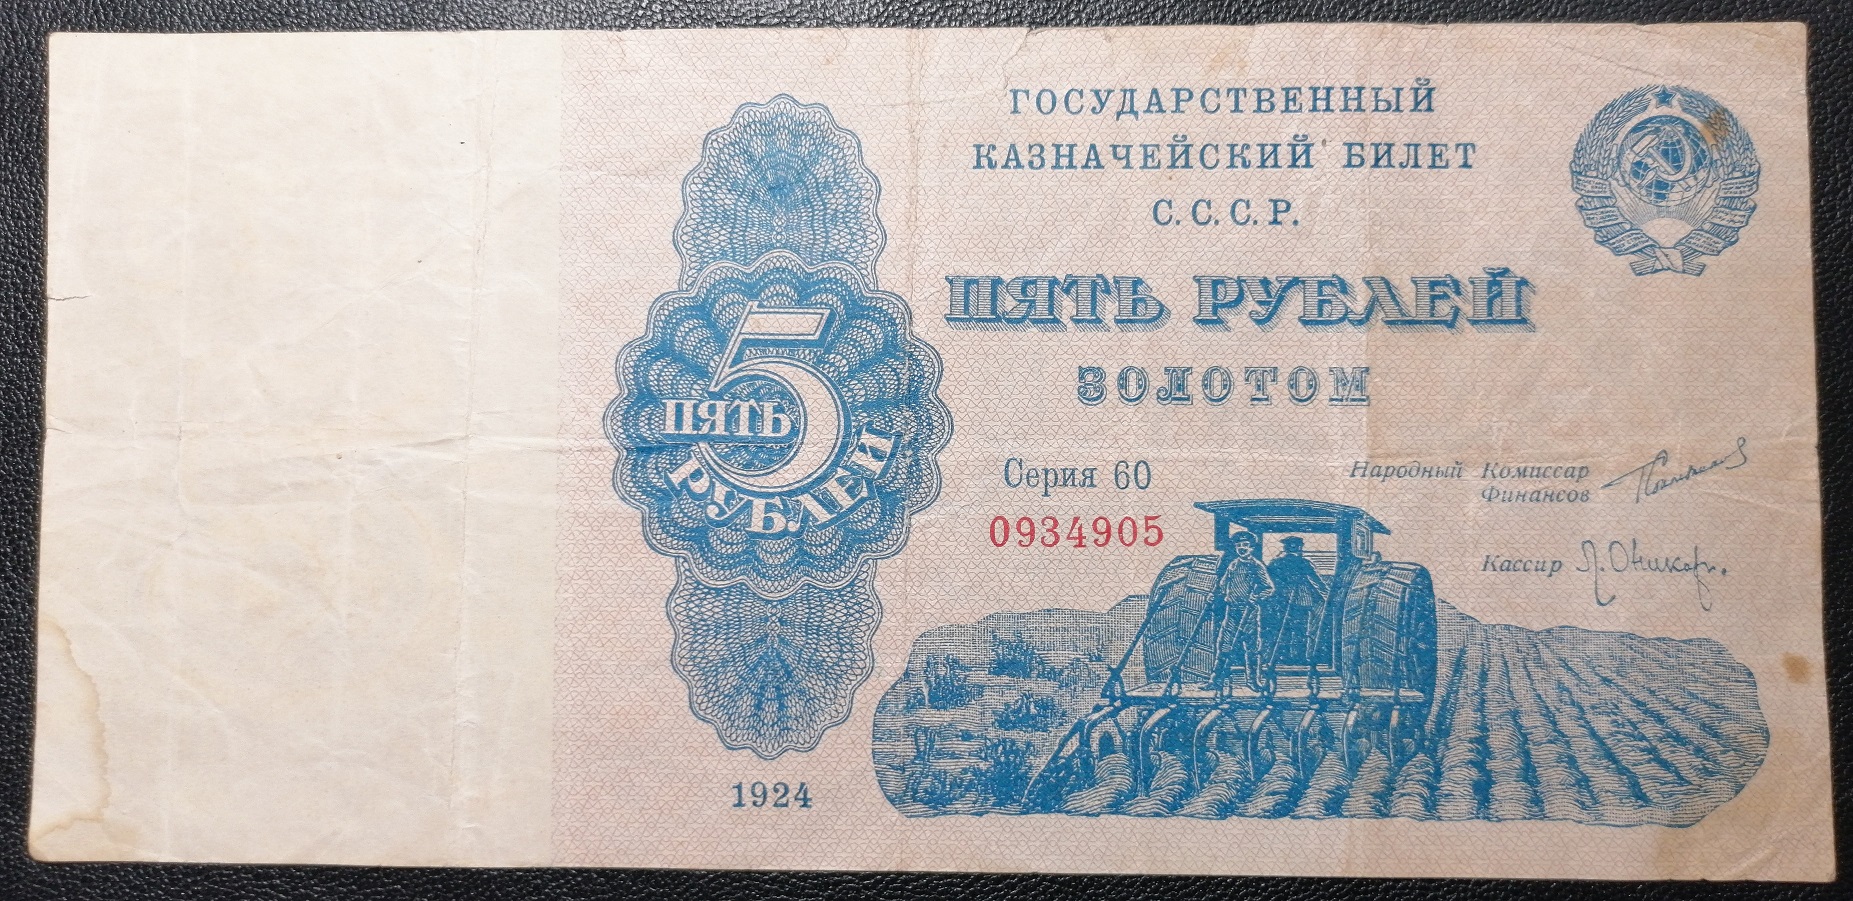 ГОСУДАРСТВЕННЫЙ
КАЗНАЧЕЙСКИЙ БИЛЕТ
С.С.С.Р.
ПЯТЬ РУБЛЕЙ
ЗОЛОТОМ
5
ПЯТЬ
РУБЛЕЙ
Серия 60
0934905
Народный Комиссар
Финансов
Кассир
1924